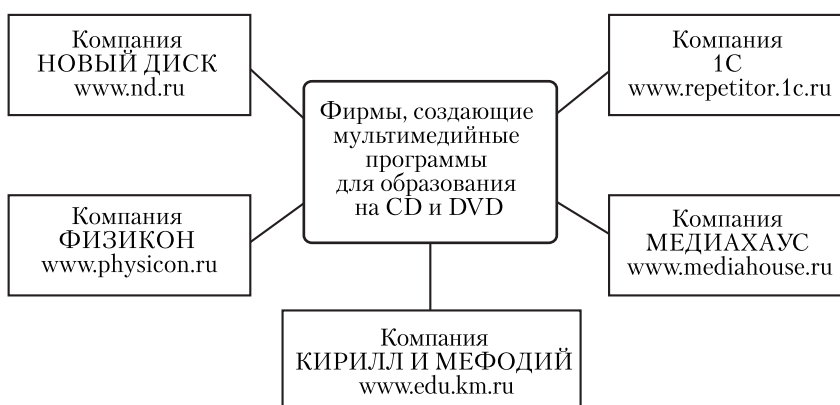 Компания
НОВЫЙ ДИСК
www.nd.ru
Компания
1С
www.repetitor.1c.ru
Фирмы, создающие
мультимедийные
программы
для образования
на CD и DVD
Компания
ФИЗИКОН
www.physicon.ru
Компания
МЕДИАХАУС
www.mediahouse.ru
Компания
КИРИЛЛ И МЕФОДИЙ
www.edu.km.ru